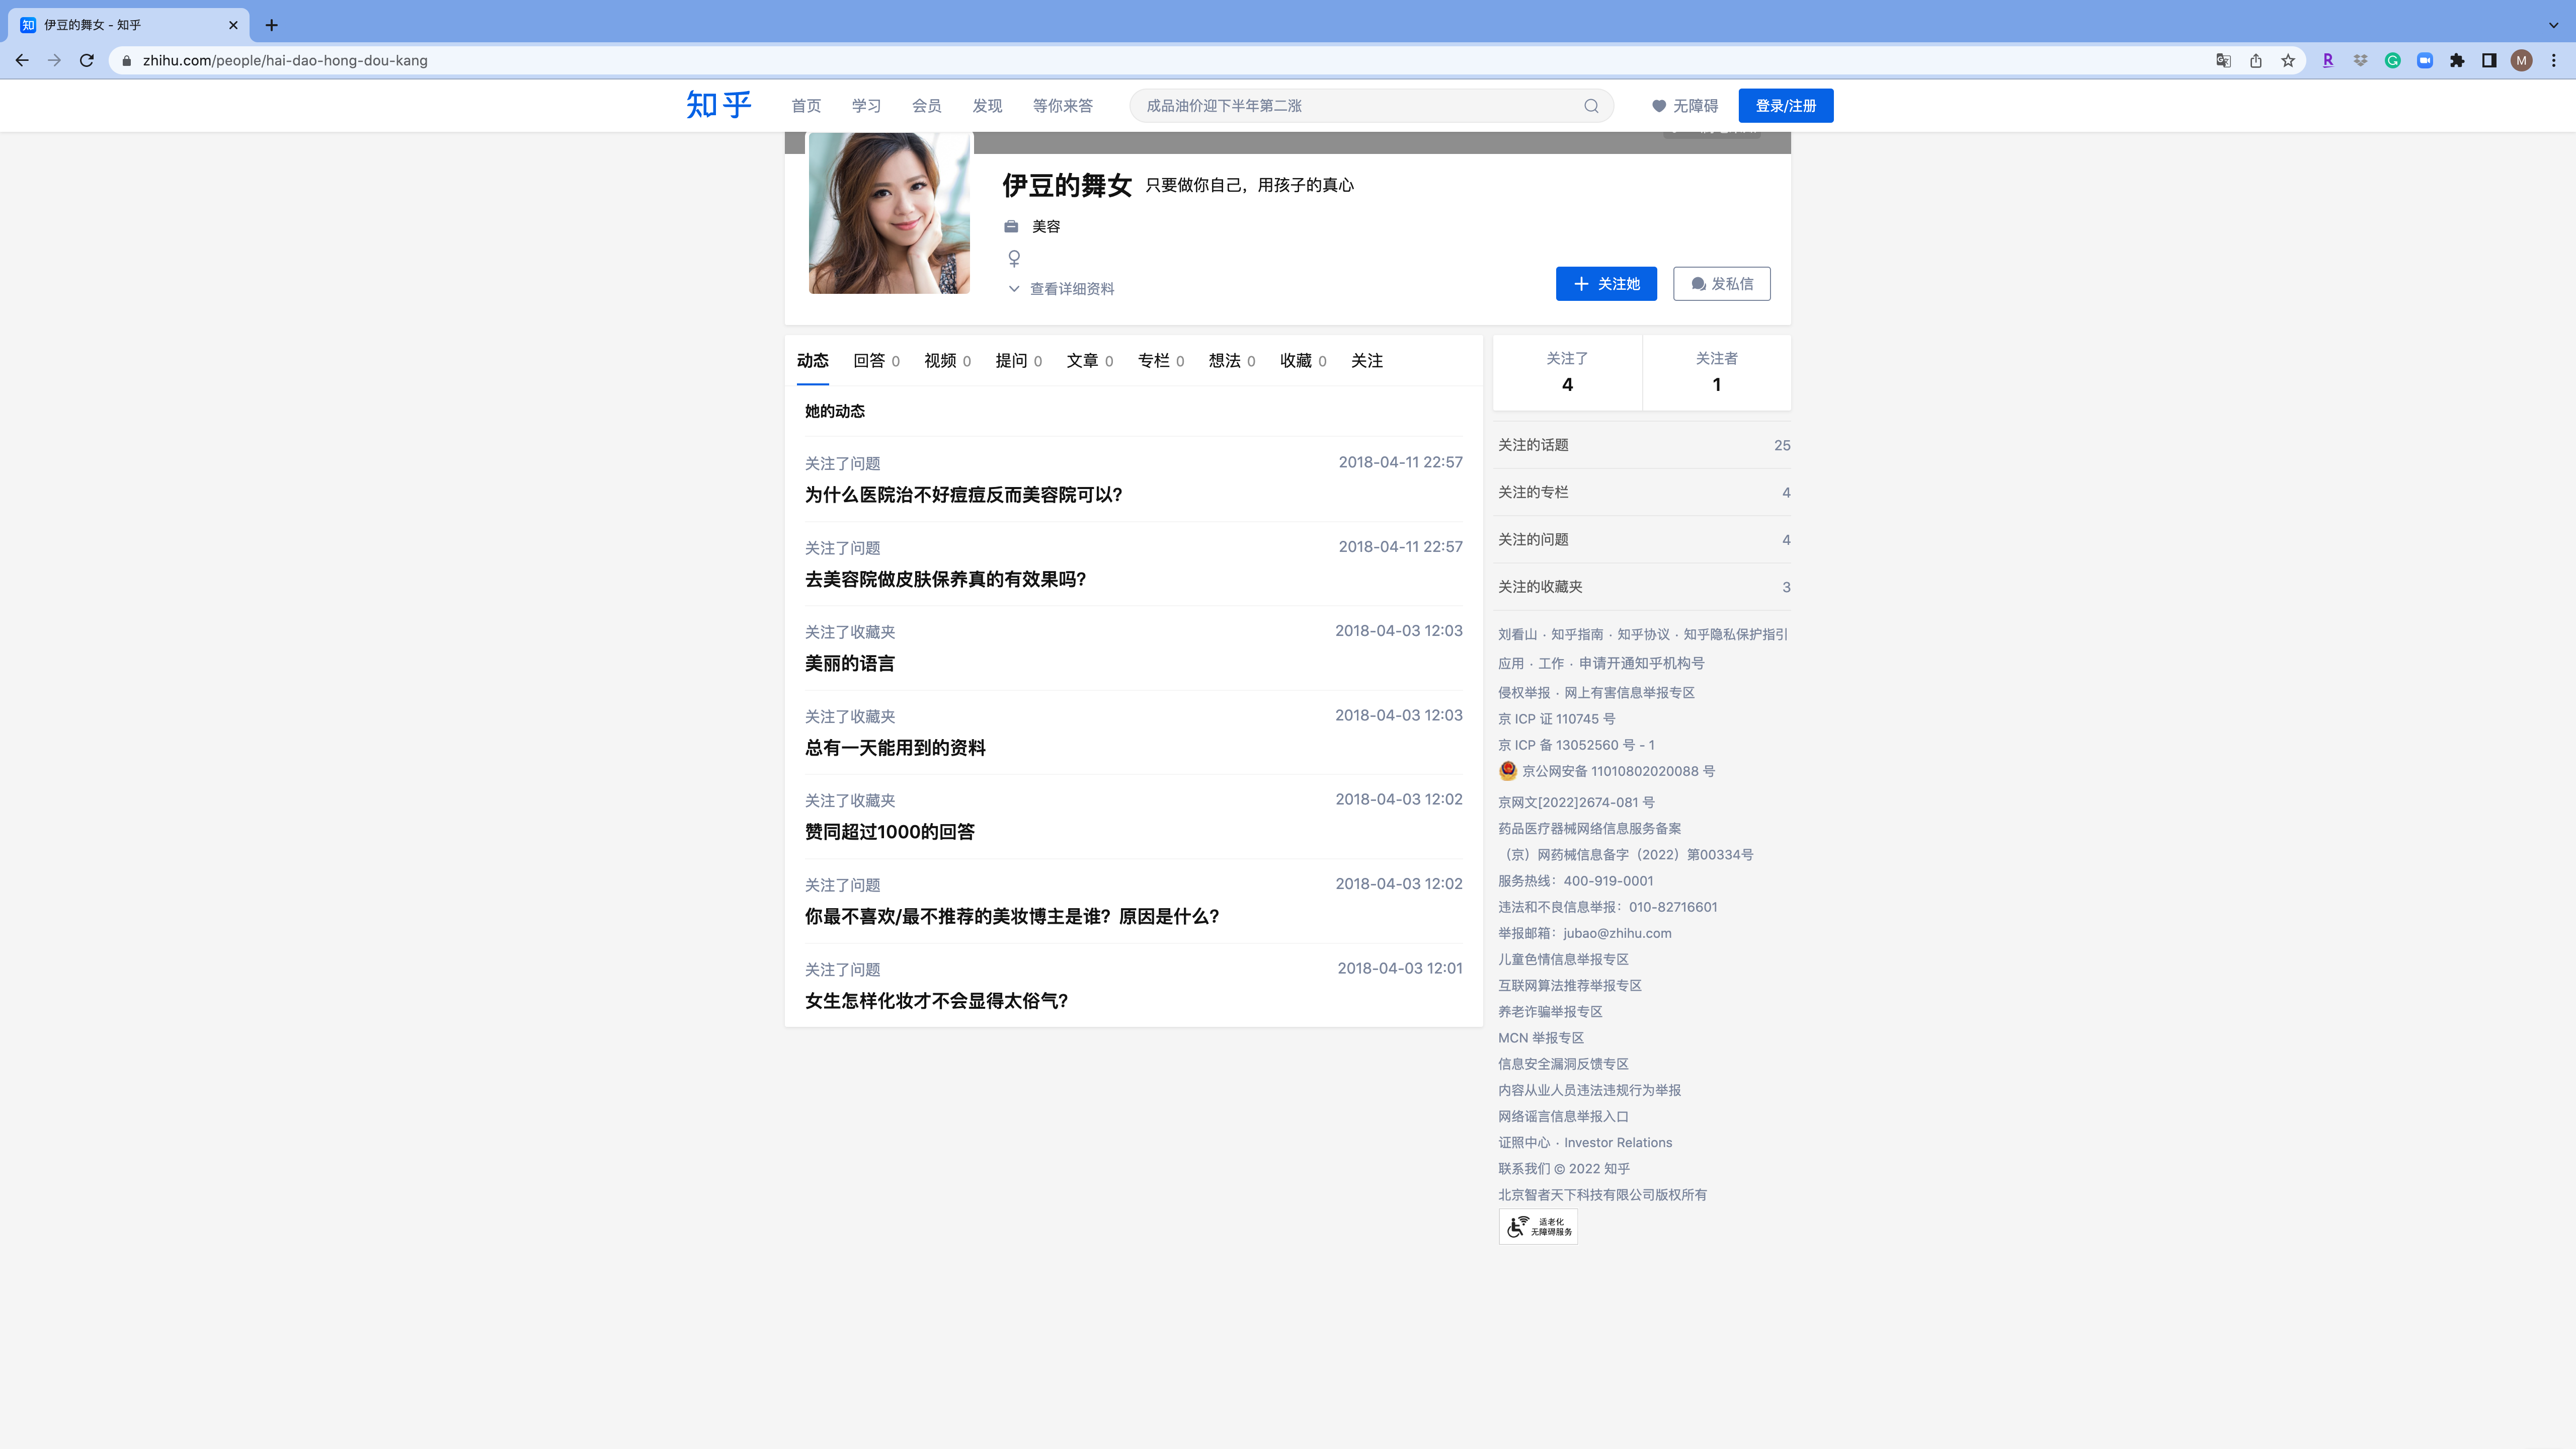 伊豆的舞女 - 知乎
zhihu.com/people/hai-dao-hong-dou-kang
M
知乎 首页 学习 会员 发现 等你来答 成品油价迎下半年第二涨 无障碍 登录/注册
伊豆的舞女 只要做你自己，用孩子的真心
美容
查看详细资料
关注她 发私信
动态 回答 0 视频 0 提问 0 文章 0 专栏 0 想法 0 收藏 0 关注
她的动态
关注了问题 2018-04-11 22:57
为什么医院治不好痘痘反而美容院可以？
关注了问题 2018-04-11 22:57
去美容院做皮肤保养真的有效果吗？
关注了收藏夹 2018-04-03 12:03
美丽的语言
关注了收藏夹 2018-04-03 12:03
总有一天能用到的资料
关注了收藏夹 2018-04-03 12:02
赞同超过1000的回答
关注了问题 2018-04-03 12:02
你最不喜欢/最不推荐的美妆博主是谁？原因是什么？
关注了问题 2018-04-03 12:01
女生怎样化妆才不会显得太俗气？
关注了 关注者
4 1
关注的话题 25
关注的专栏 4
关注的问题 4
关注的收藏夹 3
刘看山 · 知乎指南 · 知乎协议 · 知乎隐私保护指引
应用 · 工作 · 申请开通知乎机构号
侵权举报 · 网上有害信息举报专区
京 ICP 证 110745 号
京 ICP 备 13052560 号 - 1
京公网安备 11010802020088 号
京网文[2022]2674-081 号
药品医疗器械网络信息服务备案
（京）网药械信息备字（2022）第00334号
服务热线：400-919-0001
违法和不良信息举报：010-82716601
举报邮箱：jubao@zhihu.com
儿童色情信息举报专区
互联网算法推荐举报专区
养老诈骗举报专区
MCN 举报专区
信息安全漏洞反馈专区
内容从业人员违法违规行为举报
网络谣言信息举报入口
证照中心 · Investor Relations
联系我们 © 2022 知乎
北京智者天下科技有限公司版权所有
适老化
无障碍服务